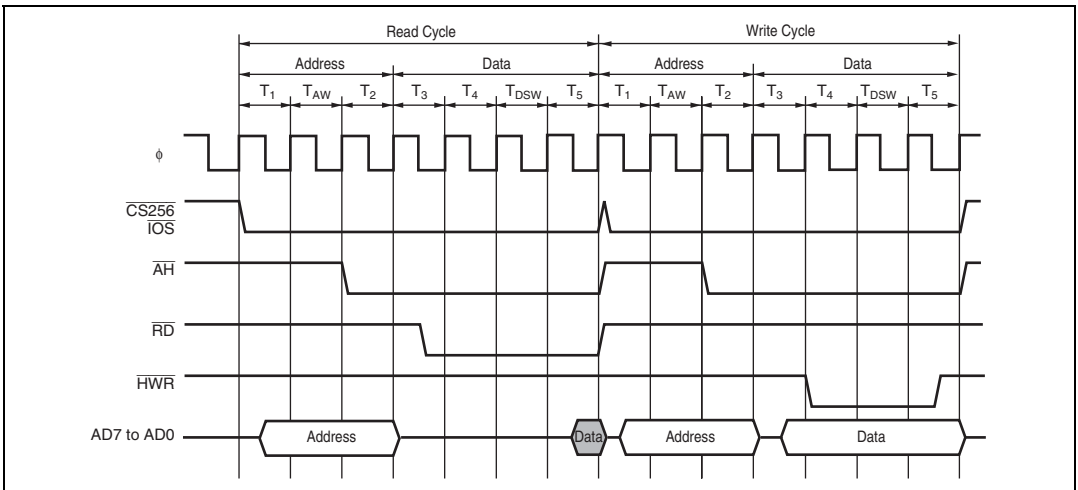 Read Cycle Write Cycle
Address Data Address Data
T1 TAW T2 T3 T4 TDSW T5 T1 TAW T2 T3 T4 TDSW T5
ϕ
CS256
IOS
AH
RD
HWR
AD7 to AD0 Address Data Address Data